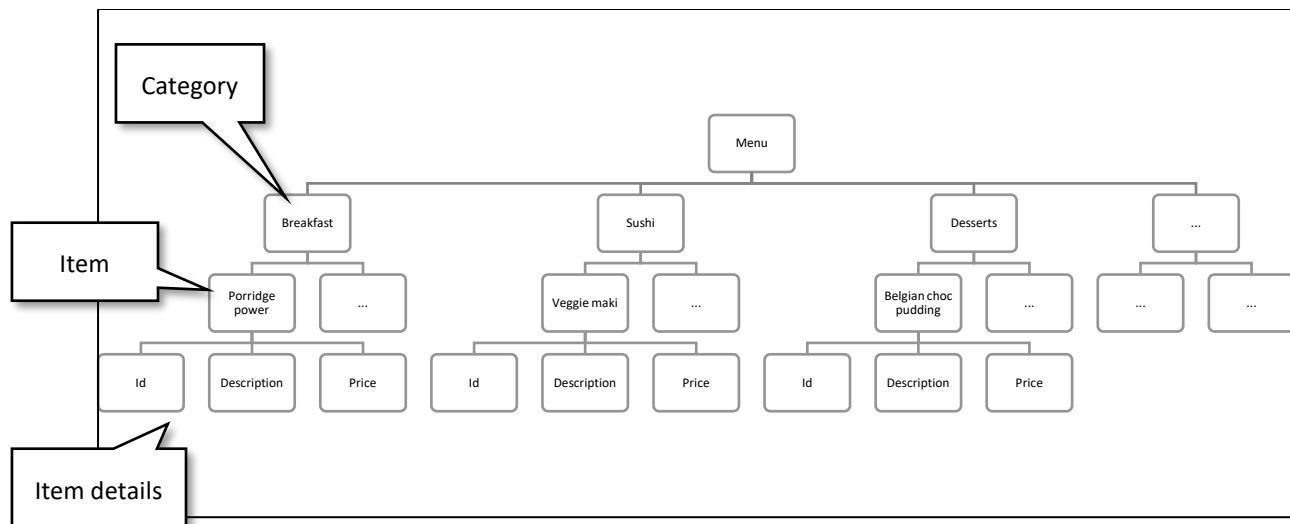 Category
Menu
Breakfast
Sushi
Desserts
...
Item
Porridge
power
...
Veggie maki
...
Belgian choc
pudding
...
...
...
Id
Description
Price
Id
Description
Price
Id
Description
Price
Item details